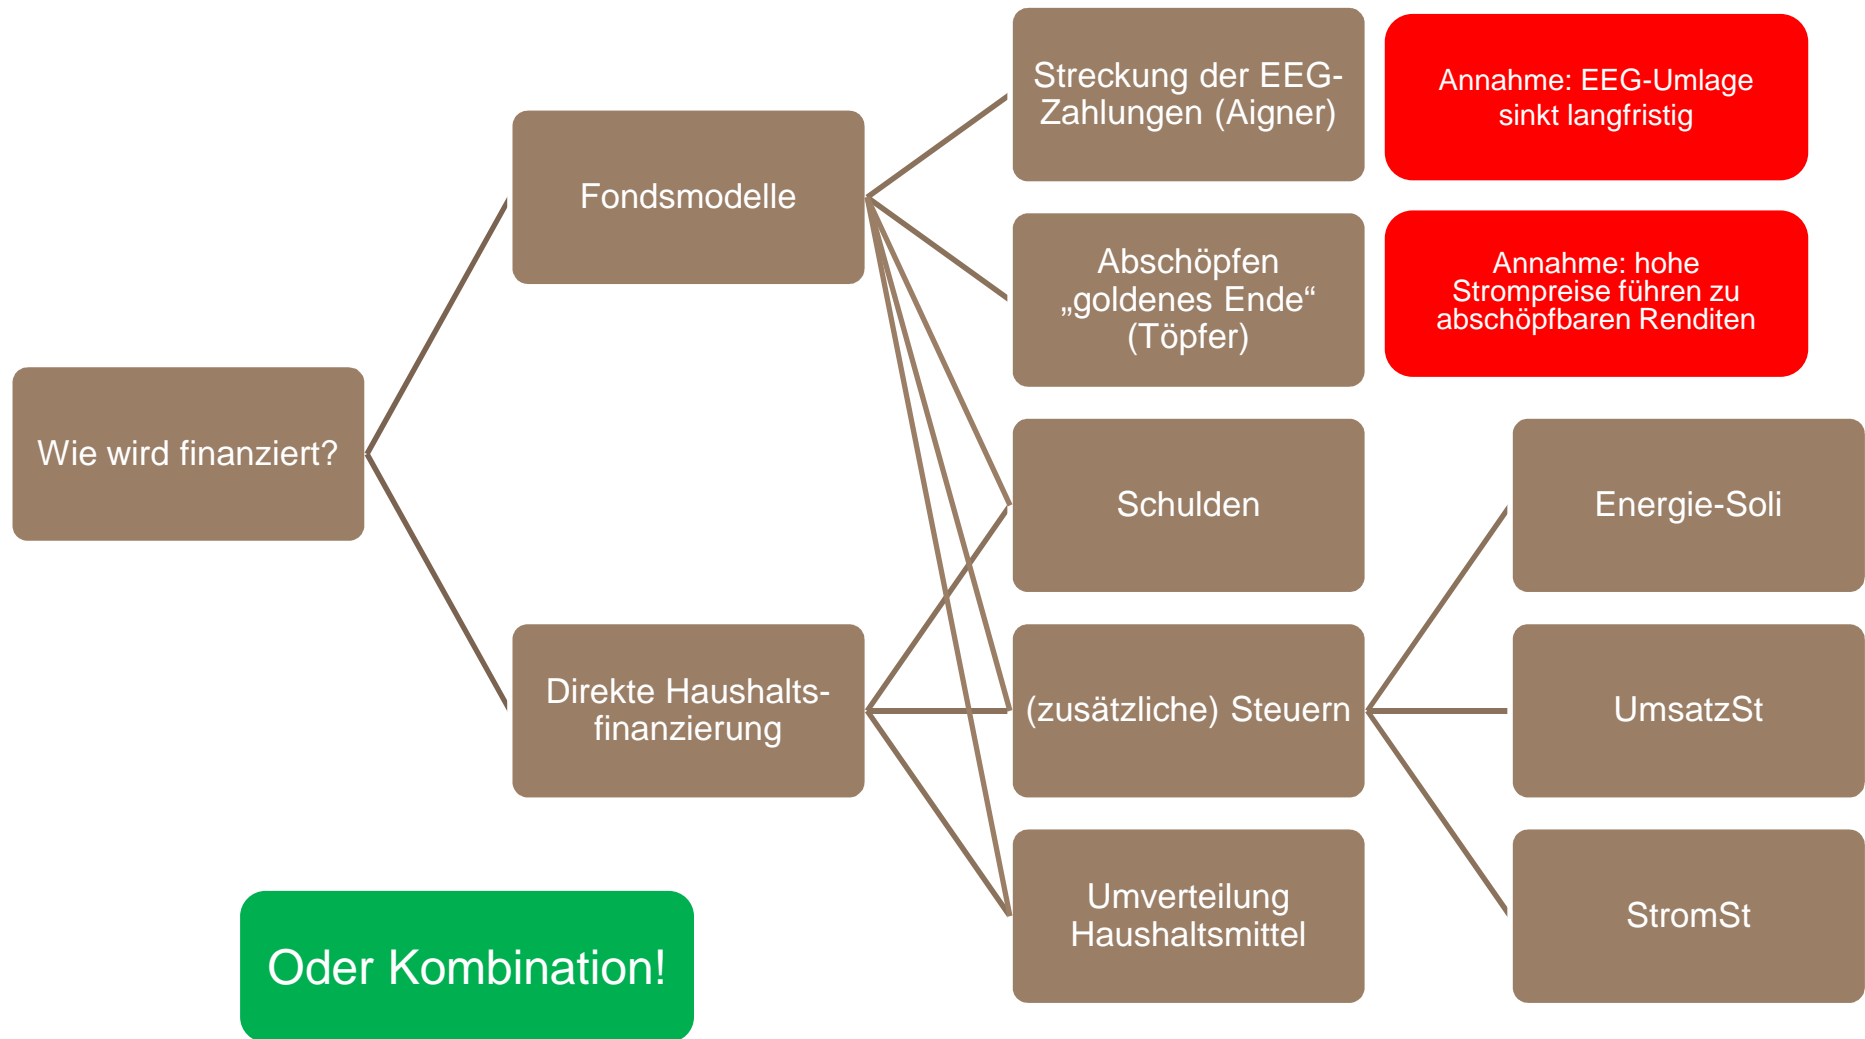 Wie wird finanziert?
Fondsmodelle
Direkte Haushalts-
finanzierung
Streckung der EEG-
Zahlungen (Aigner)
Annahme: EEG-Umlage
sinkt langfristig
Abschöpfen
„goldenes Ende“
(Töpfer)
Annahme: hohe
Strompreise führen zu
abschöpfbaren Renditen
Schulden
(zusätzliche) Steuern
Umverteilung
Haushaltsmittel
Energie-Soli
UmsatzSt
StromSt
Oder Kombination!